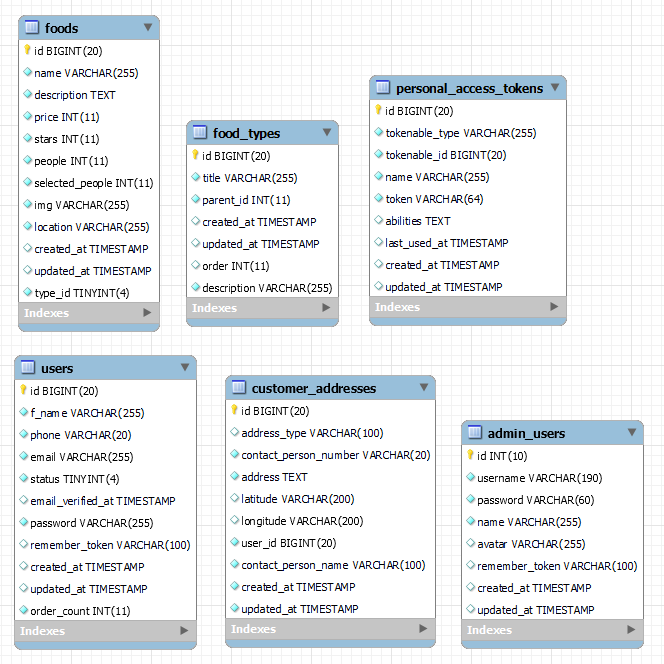 foods
id BIGINT(20)
name VARCHAR(255)
description TEXT
price INT(11)
stars INT(11)
people INT(11)
selected_people INT(11)
img VARCHAR(255)
location VARCHAR(255)
created_at TIMESTAMP
updated_at TIMESTAMP
type_id TINYINT(4)
Indexes
food_types
id BIGINT(20)
title VARCHAR(255)
parent_id INT(11)
created_at TIMESTAMP
updated_at TIMESTAMP
order INT(11)
description VARCHAR(255)
Indexes
personal_access_tokens
id BIGINT(20)
tokenable_type VARCHAR(255)
tokenable_id BIGINT(20)
name VARCHAR(255)
token VARCHAR(64)
abilities TEXT
last_used_at TIMESTAMP
created_at TIMESTAMP
updated_at TIMESTAMP
Indexes
users
id BIGINT(20)
f_name VARCHAR(255)
phone VARCHAR(20)
email VARCHAR(255)
status TINYINT(4)
email_verified_at TIMESTAMP
password VARCHAR(255)
remember_token VARCHAR(100)
created_at TIMESTAMP
updated_at TIMESTAMP
order_count INT(11)
Indexes
customer_addresses
id BIGINT(20)
address_type VARCHAR(100)
contact_person_number VARCHAR(20)
address TEXT
latitude VARCHAR(200)
longitude VARCHAR(200)
user_id BIGINT(20)
contact_person_name VARCHAR(100)
created_at TIMESTAMP
updated_at TIMESTAMP
Indexes
admin_users
id INT(10)
username VARCHAR(190)
password VARCHAR(60)
name VARCHAR(255)
avatar VARCHAR(255)
remember_token VARCHAR(100)
created_at TIMESTAMP
updated_at TIMESTAMP
Indexes